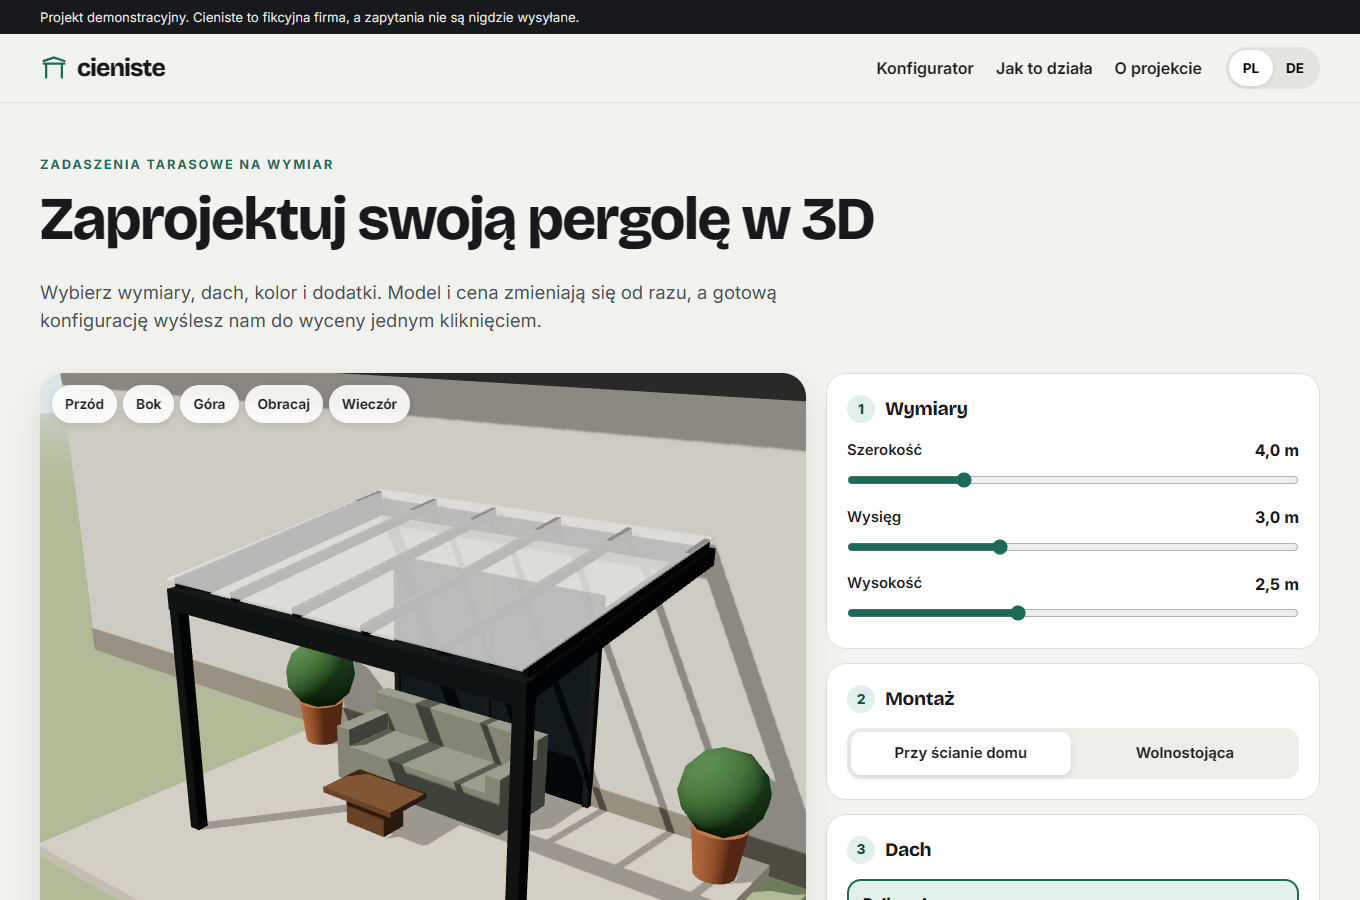 Projekt demonstracyjny. Cieniste to fikcyjna firma, a zapytania nie są nigdzie wysyłane.
cieniste
Konfigurator
Jak to działa
O projekcie
PL
DE
ZADASZENIA TARASOWE NA WYMIAR
Zaprojektuj swoją pergolę w 3D
Wybierz wymiary, dach, kolor i dodatki. Model i cena zmieniają się od razu, a gotową
konfigurację wyślesz nam do wyceny jednym kliknięciem.
Przód
Bok
Góra
Obracaj
Wieczór
1
Wymiary
Szerokość
4,0 m
Wysięg
3,0 m
Wysokość
2,5 m
2
Montaż
Przy ścianie domu
Wolnostojąca
3
Dach